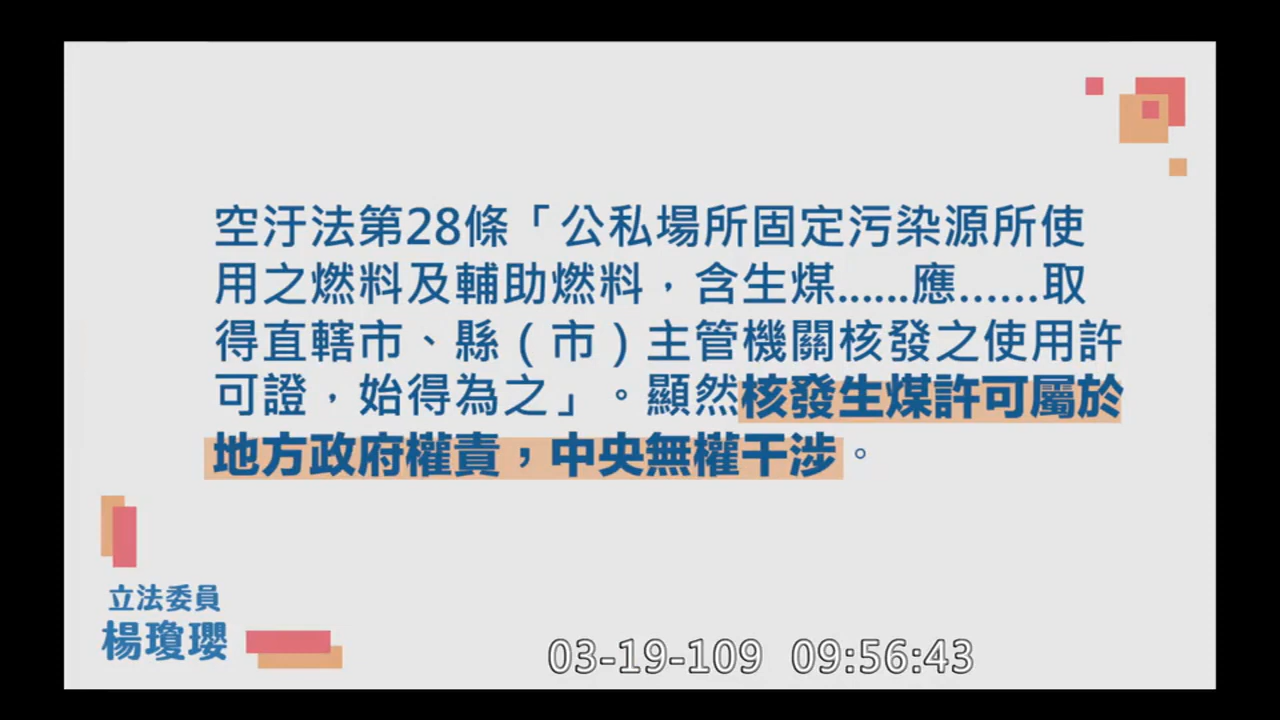 空汙法第28條「公私場所固定污染源所使
用之燃料及輔助燃料，含生煤......應......取
得直轄市、縣（市）主管機關核發之使用許
可證，始得為之」。顯然核發生煤許可屬於
地方政府權責，中央無權干涉。
立法委員
楊瓊瓔
03-19-109 09:56:43